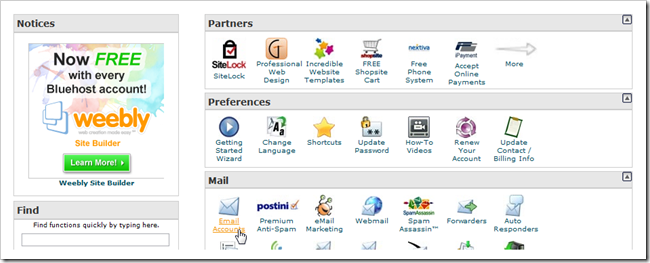 Notices
Now FREE
with every
Bluehost account!
weebly
web creation made easy
Site Builder
Learn More!
Weebly Site Builder
Find
Find functions quickly by typing here.
Partners
SiteLock
SiteLock
Professional
Web
Design
Incredible
Website
Templates
shopsite
FREE
Shopsite
Cart
nextiva
Free
Phone
System
iPayment
Accept
Online
Payments
More
Preferences
Getting
Started
Wizard
Change
Language
Shortcuts
Update
Password
How-To
Videos
Renew
Your
Account
Update
Contact /
Billing Info
Mail
Email
Accounts
postini
Premium
Anti-Spam
eMail
Marketing
Webmail
SpamAssassin
Spam
Assassin™
Forwarders
Auto
Responders